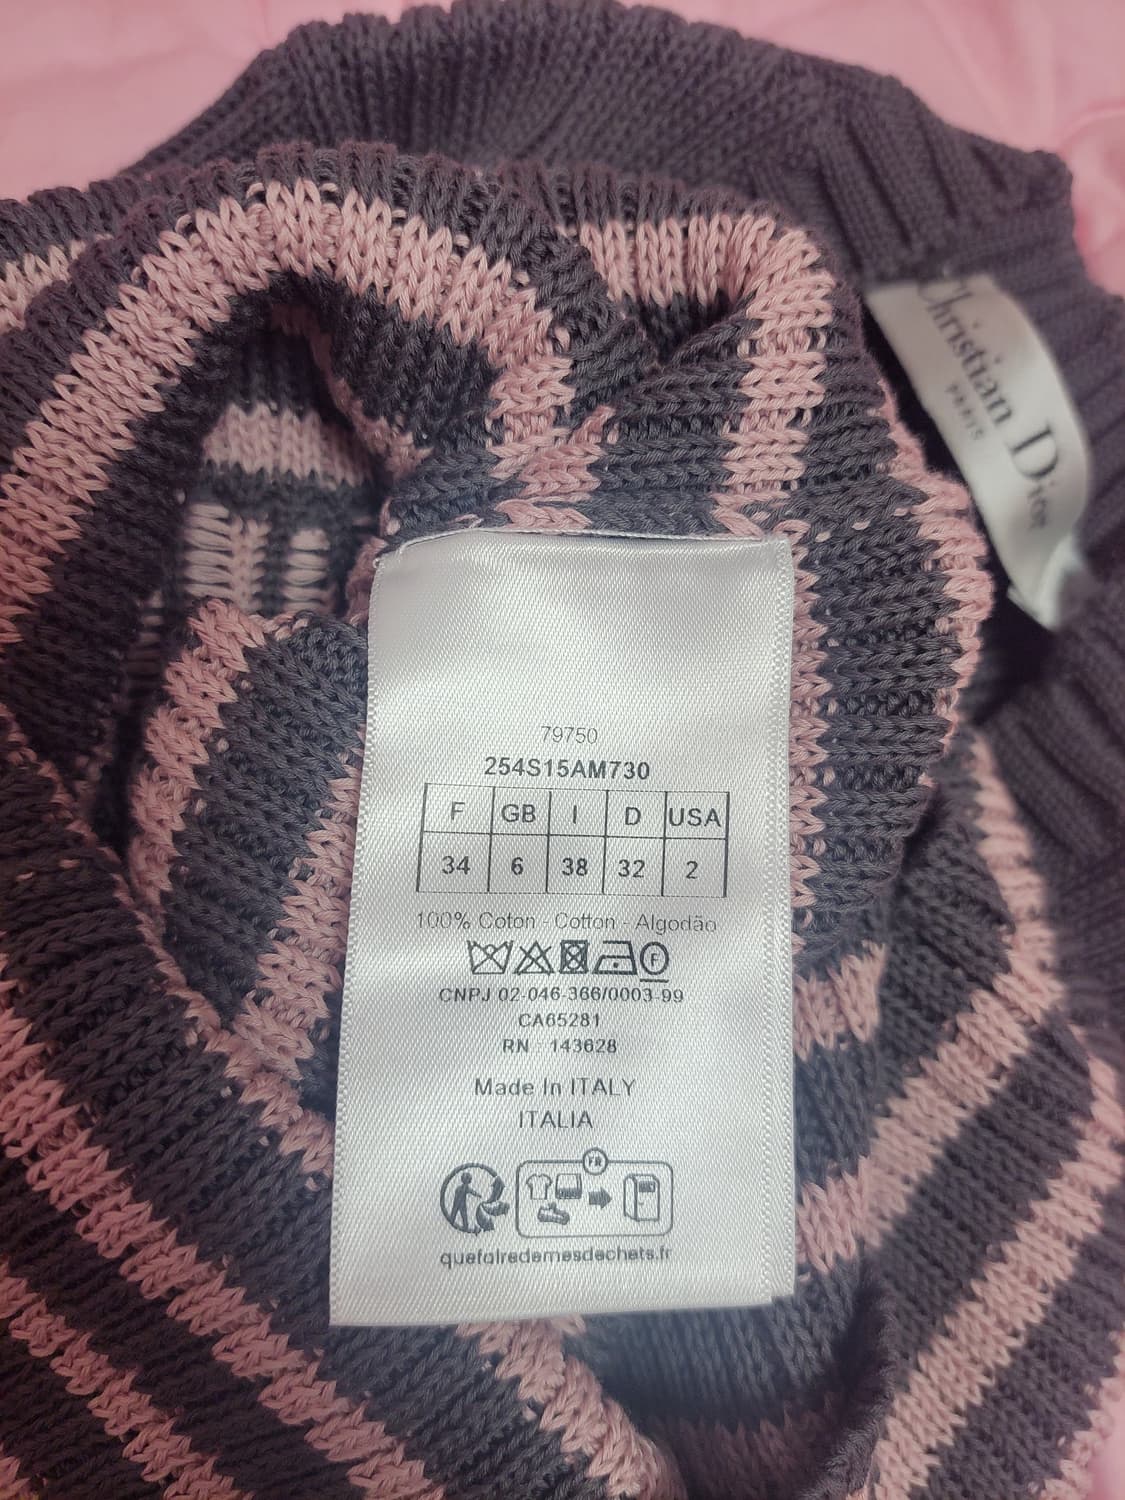 Christian Dior
PARIS
79750
254S15AM730
F GB I D USA
34 6 38 32 2
100% Coton - Cotton - Algodão
F
CNPJ 02-046-366/0003-99
CA65281
RN : 143628
Made In ITALY
ITALIA
FR
quefairedemesdechets.fr